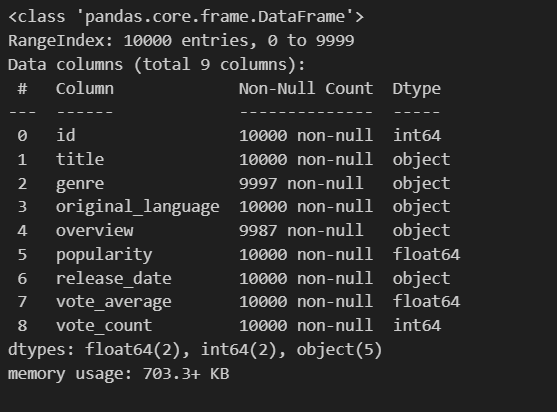 <class 'pandas.core.frame.DataFrame'>
RangeIndex: 10000 entries, 0 to 9999
Data columns (total 9 columns):
 #   Column             Non-Null Count  Dtype
---  ------             --------------  -----
 0   id                 10000 non-null  int64
 1   title              10000 non-null  object
 2   genre              9997 non-null   object
 3   original_language  10000 non-null  object
 4   overview           9987 non-null   object
 5   popularity         10000 non-null  float64
 6   release_date       10000 non-null  object
 7   vote_average       10000 non-null  float64
 8   vote_count         10000 non-null  int64
dtypes: float64(2), int64(2), object(5)
memory usage: 703.3+ KB